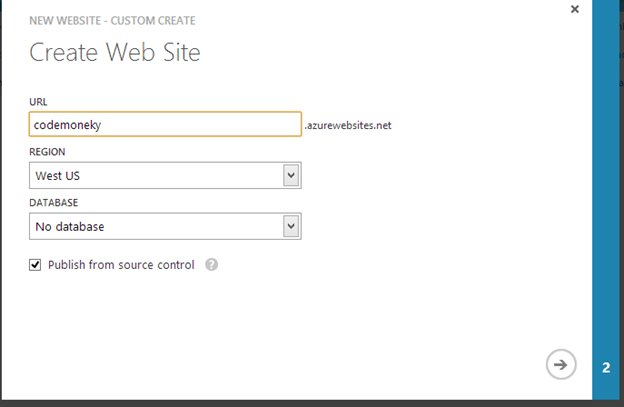 NEW WEBSITE - CUSTOM CREATE
Create Web Site
URL
codemoneky .azurewebsites.net
REGION
West US
DATABASE
No database
Publish from source control ?
2